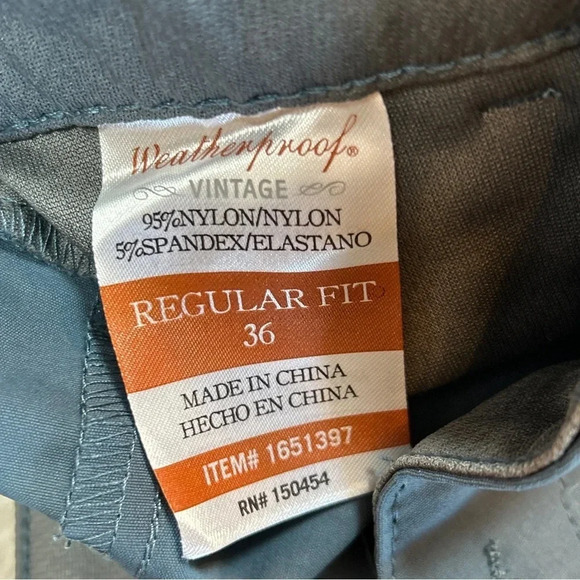 Weatherproof®
VINTAGE
95%NYLON/NYLON
5%SPANDEX/ELASTANO
REGULAR FIT
36
MADE IN CHINA
HECHO EN CHINA
ITEM# 1651397
RN# 150454